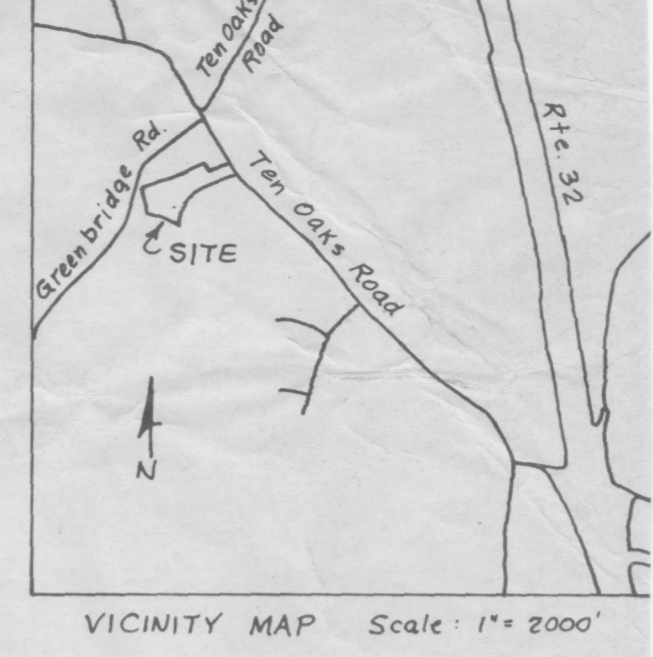 Ten Oaks
Road
Rte. 32
Greenbridge Rd.
Ten Oaks Road
SITE
N
VICINITY MAP Scale: 1"= 2000'